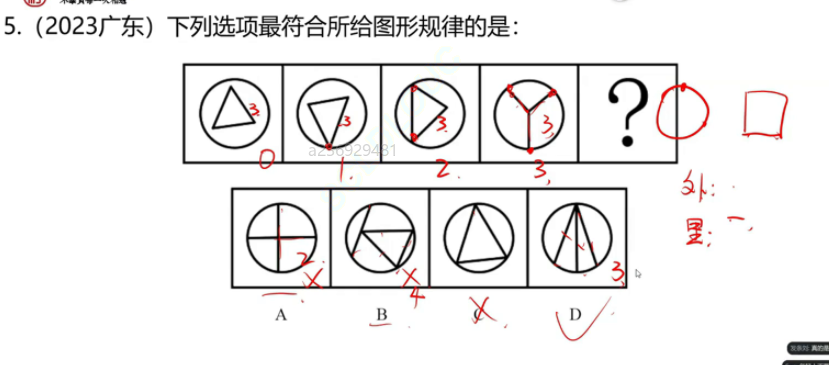 5.（2023广东）下列选项最符合所给图形规律的是：
3. 3 3. 3, ?
a256929481
0 1. 2. 3,
外：
里：一、
2. 4 3,
A B C D